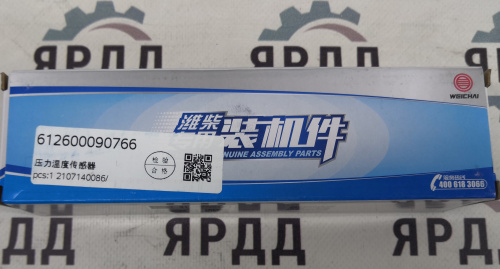 ЯРДД
ЯРДД
WEICHAI
潍柴
装机件
GENUINE ASSEMBLY PARTS
612600090766
压力温度传感器
pcs:1 2107140086/
检验
合格
400 618 3066
ЯРДД
ЯРДД